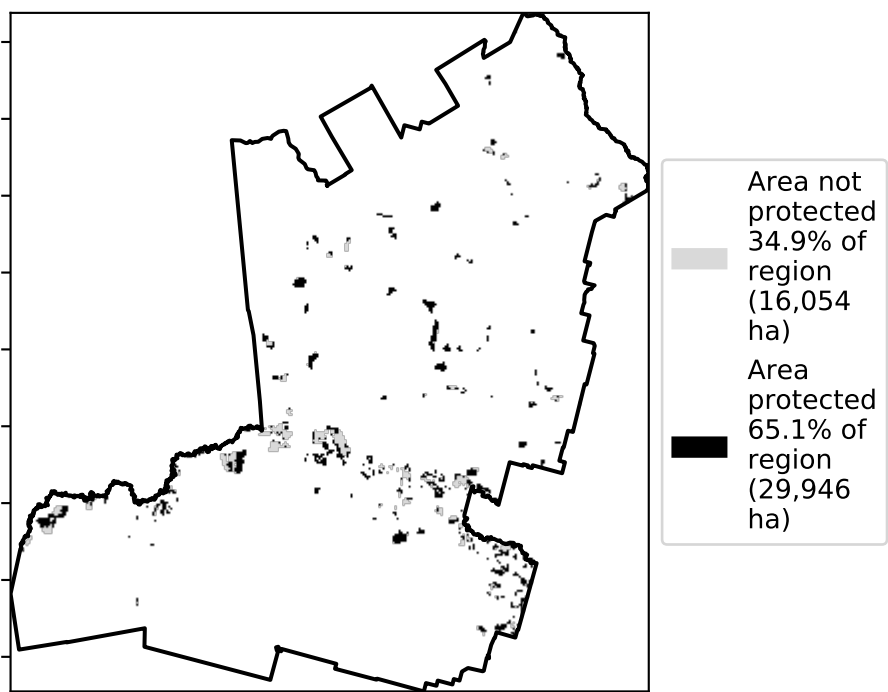 Area not
protected
34.9% of
region
(16,054
ha)
Area
protected
65.1% of
region
(29,946
ha)